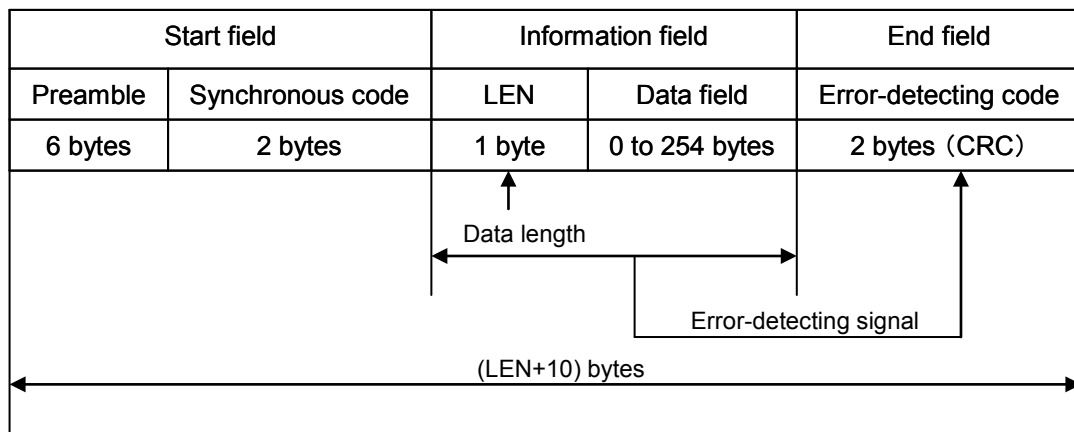 Start field Information field End field
Preamble Synchronous code LEN Data field Error-detecting code
6 bytes 2 bytes 1 byte 0 to 254 bytes 2 bytes（CRC）
Data length
Error-detecting signal
(LEN+10) bytes